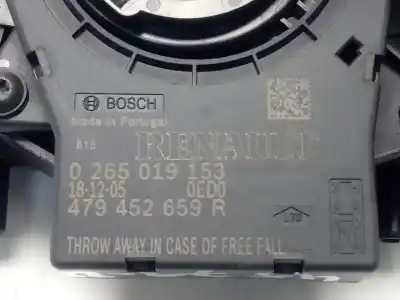 BOSCH
Made in Portugal
A16
RENAULT
0 265 019 153
18-12-05 0ED0
479 452 659 R
THROW AWAY IN CASE OF FREE FALL